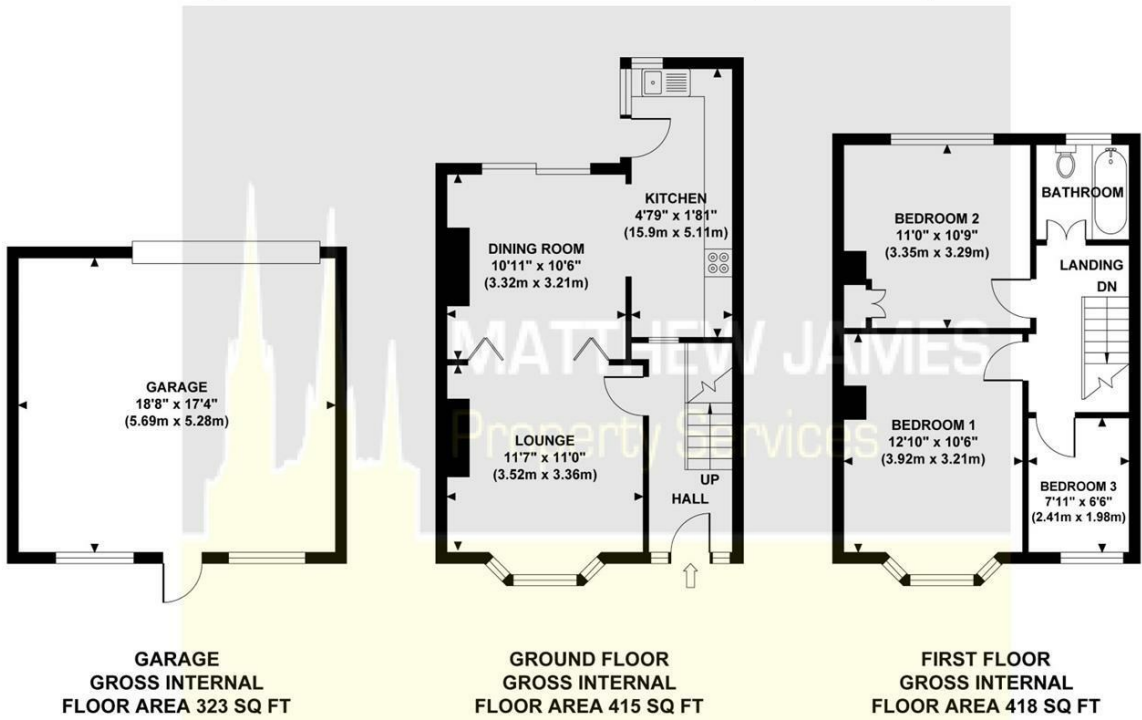 GARAGE
18'8" x 17'4"
(5.69m x 5.28m)
KITCHEN
4'79" x 1'81"
(15.9m x 5.11m)
DINING ROOM
10'11" x 10'6"
(3.32m x 3.21m)
LOUNGE
11'7" x 11'0"
(3.52m x 3.36m)
UP
HALL
BATHROOM
BEDROOM 2
11'0" x 10'9"
(3.35m x 3.29m)
LANDING
DN
BEDROOM 1
12'10" x 10'6"
(3.92m x 3.21m)
BEDROOM 3
7'11" x 6'6"
(2.41m x 1.98m)
MATTHEW JAMES
Property Services
GARAGE
GROSS INTERNAL
FLOOR AREA 323 SQ FT
GROUND FLOOR
GROSS INTERNAL
FLOOR AREA 415 SQ FT
FIRST FLOOR
GROSS INTERNAL
FLOOR AREA 418 SQ FT